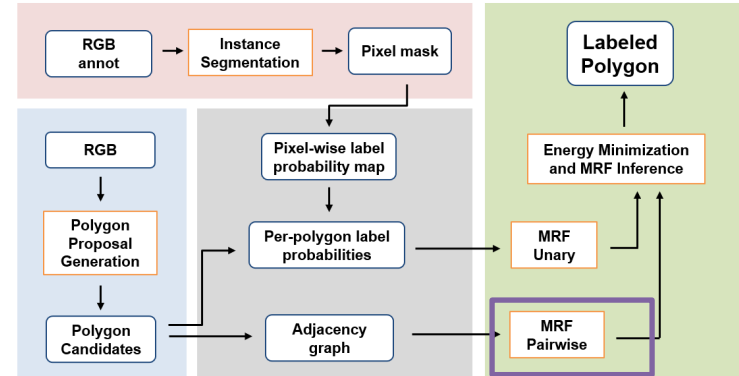 RGB
annot
Instance
Segmentation
Pixel mask
Labeled
Polygon
RGB
Pixel-wise label
probability map
Energy Minimization
and MRF Inference
Polygon
Proposal
Generation
Per-polygon label
probabilities
MRF
Unary
Polygon
Candidates
Adjacency
graph
MRF
Pairwise